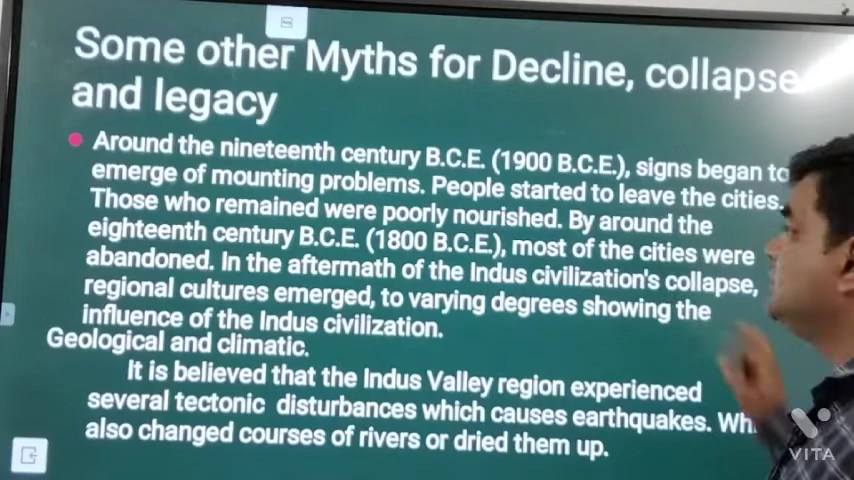 Some other Myths for Decline, collapse
and legacy
Around the nineteenth century B.C.E. (1900 B.C.E.), signs began to
emerge of mounting problems. People started to leave the cities.
Those who remained were poorly nourished. By around the
eighteenth century B.C.E. (1800 B.C.E.), most of the cities were
abandoned. In the aftermath of the Indus civilization's collapse,
regional cultures emerged, to varying degrees showing the
influence of the Indus civilization.
Geological and climatic.
It is believed that the Indus Valley region experienced
several tectonic disturbances which causes earthquakes.
also changed courses of rivers or dried them up.
VITA